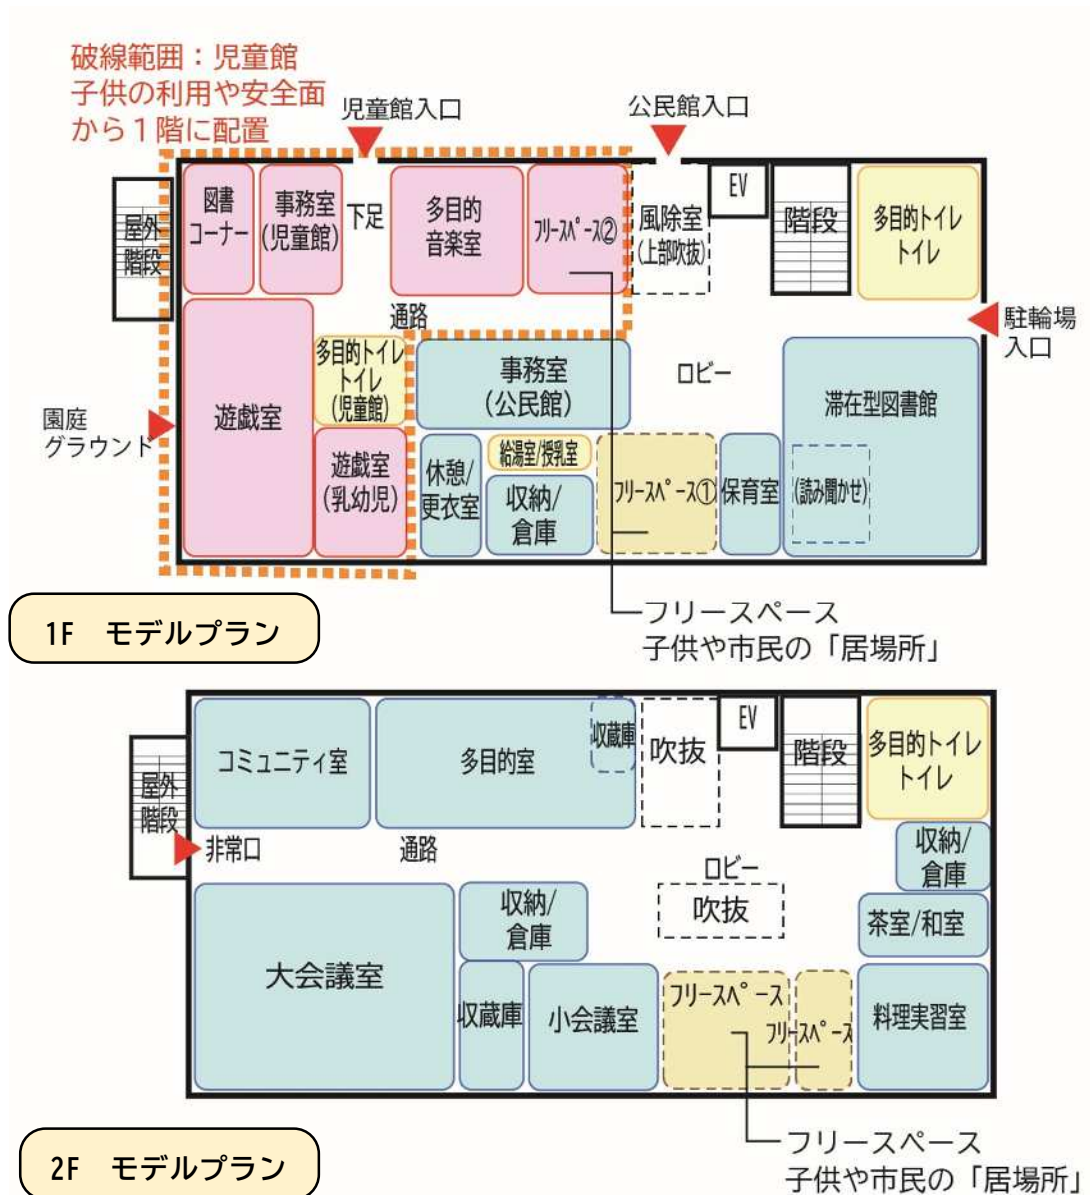 破線範囲：児童館
子供の利用や安全面
から１階に配置
児童館入口
公民館入口
屋外
階段
図書
コーナー
事務室
(児童館)
下足
多目的
音楽室
ﾌﾘｰｽﾍﾟｰｽ②
風除室
(上部吹抜)
EV
階段
多目的トイレ
トイレ
通路
駐輪場
入口
園庭
グラウンド
遊戯室
多目的トイレ
トイレ
(児童館)
遊戯室
(乳幼児)
事務室
(公民館)
ロビー
滞在型図書館
(読み聞かせ)
休憩/
更衣室
給湯室/授乳室
収納/
倉庫
ﾌﾘｰｽﾍﾟｰｽ①
保育室
フリースペース
子供や市民の「居場所」
1F　モデルプラン
屋外
階段
コミュニティ室
多目的室
収蔵庫
吹抜
EV
階段
多目的トイレ
トイレ
非常口
通路
ロビー
吹抜
収納/
倉庫
茶室/和室
大会議室
収納/
倉庫
収蔵庫
小会議室
ﾌﾘｰｽﾍﾟｰｽ
ﾌﾘｰｽﾍﾟｰｽ
料理実習室
フリースペース
子供や市民の「居場所」
2F　モデルプラン